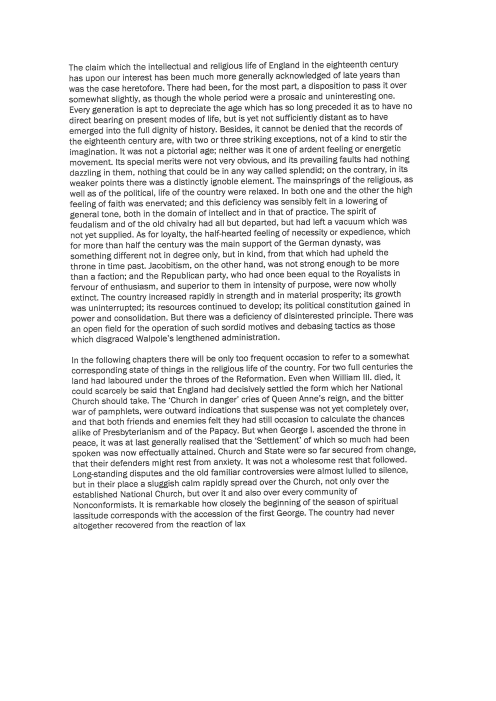 The claim which the intellectual and religious life of England in the eighteenth century
has upon our interest has been much more generally acknowledged of late years than
was the case heretofore. There had been, for the most part, a disposition to pass it over
somewhat slightly, as though the whole period were a prosaic and uninteresting one.
Every generation is apt to depreciate the age which has so long preceded it as to have no
direct bearing on present modes of life, but is yet not sufficiently distant as to have
emerged into the full dignity of history. Besides, it cannot be denied that the records of
the eighteenth century are, with two or three striking exceptions, not of a kind to stir the
imagination. It was not a pictorial age; neither was it one of ardent feeling or energetic
movement. Its special merits were not very obvious, and its prevailing faults had nothing
dazzling in them, nothing that could be in any way called splendid; on the contrary, in its
weaker points there was a distinctly ignoble element. The mainsprings of the religious, as
well as of the political, life of the country were relaxed. In both one and the other the high
feeling of faith was enervated; and this deficiency was sensibly felt in a lowering of
general tone, both in the domain of intellect and in that of practice. The spirit of
feudalism and of the old chivalry had all but departed, but had left a vacuum which was
not yet supplied. As for loyalty, the half-hearted feeling of necessity or expedience, which
for more than half the century was the main support of the German dynasty, was
something different not in degree only, but in kind, from that which had upheld the
throne in time past. Jacobitism, on the other hand, was not strong enough to be more
than a faction; and the Republican party, who had once been equal to the Royalists in
fervour of enthusiasm, and superior to them in intensity of purpose, were now wholly
extinct. The country increased rapidly in strength and in material prosperity; its growth
was uninterrupted; its resources continued to develop; its political constitution gained in
power and consolidation. But there was a deficiency of disinterested principle. There was
an open field for the operation of such sordid motives and debasing tactics as those
which disgraced Walpole's lengthened administration.
In the following chapters there will be only too frequent occasion to refer to a somewhat
corresponding state of things in the religious life of the country. For two full centuries the
land had laboured under the throes of the Reformation. Even when William III. died, it
could scarcely be said that England had decisively settled the form which her National
Church should take. The 'Church in danger' cries of Queen Anne's reign, and the bitter
war of pamphlets, were outward indications that suspense was not yet completely over,
and that both friends and enemies felt they had still occasion to calculate the chances
alike of Presbyterianism and of the Papacy. But when George I. ascended the throne in
peace, it was at last generally realised that the 'Settlement' of which so much had been
spoken was now effectually attained. Church and State were so far secured from change,
that their defenders might rest from anxiety. It was not a wholesome rest that followed.
Long-standing disputes and the old familiar controversies were almost lulled to silence,
but in their place a sluggish calm rapidly spread over the Church, not only over the
established National Church, but over it and also over every community of
Nonconformists. It is remarkable how closely the beginning of the season of spiritual
lassitude corresponds with the accession of the first George. The country had never
altogether recovered from the reaction of lax